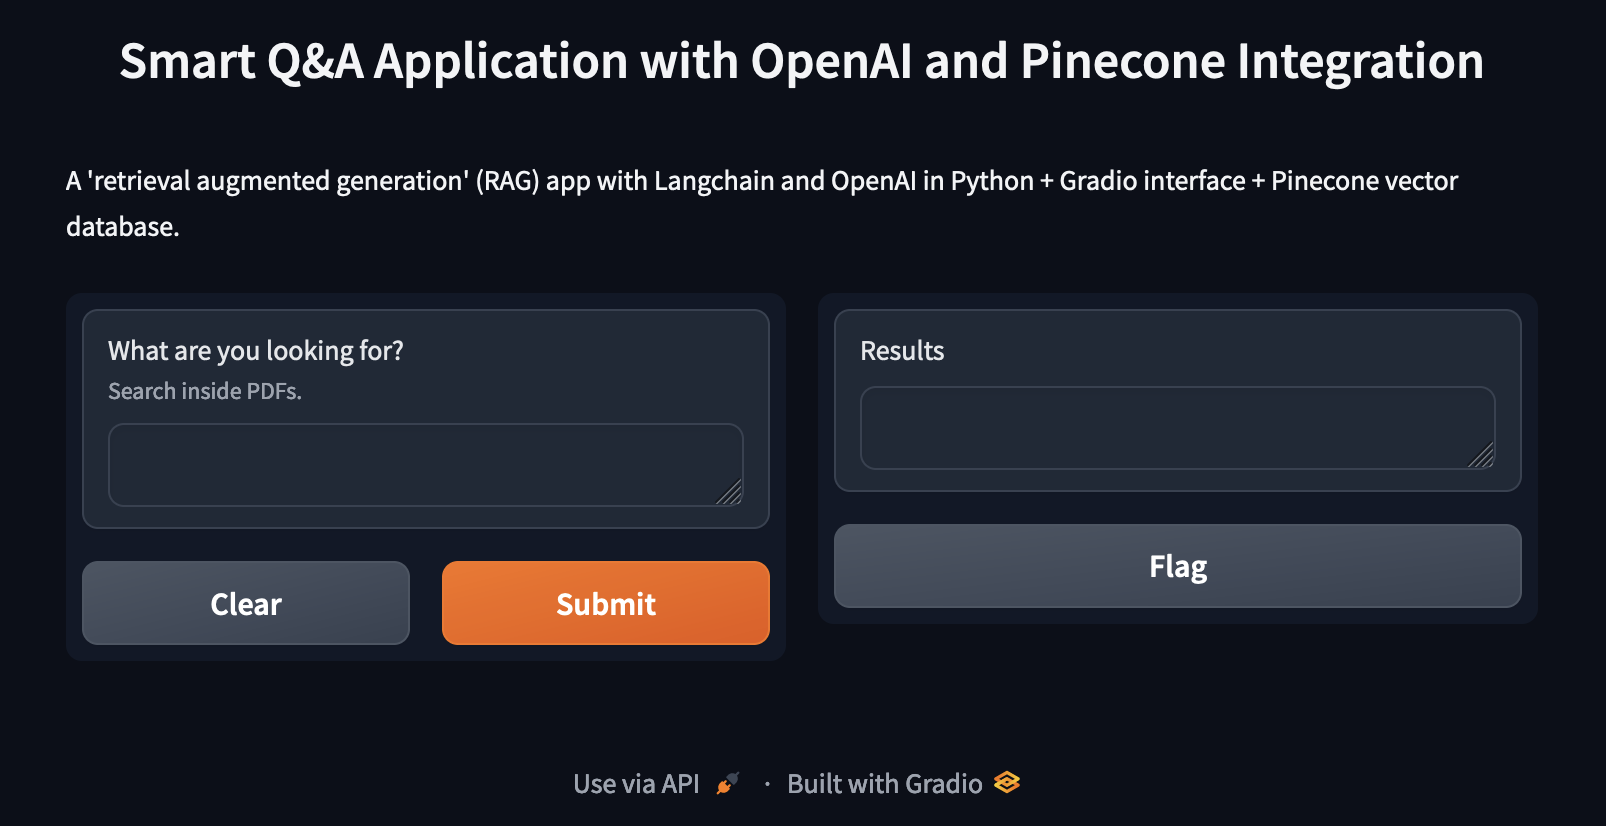 Smart Q&A Application with OpenAI and Pinecone Integration
A 'retrieval augmented generation' (RAG) app with Langchain and OpenAI in Python + Gradio interface + Pinecone vector
database.
What are you looking for?
Search inside PDFs.
Clear
Submit
Results
Flag
Use via API · Built with Gradio